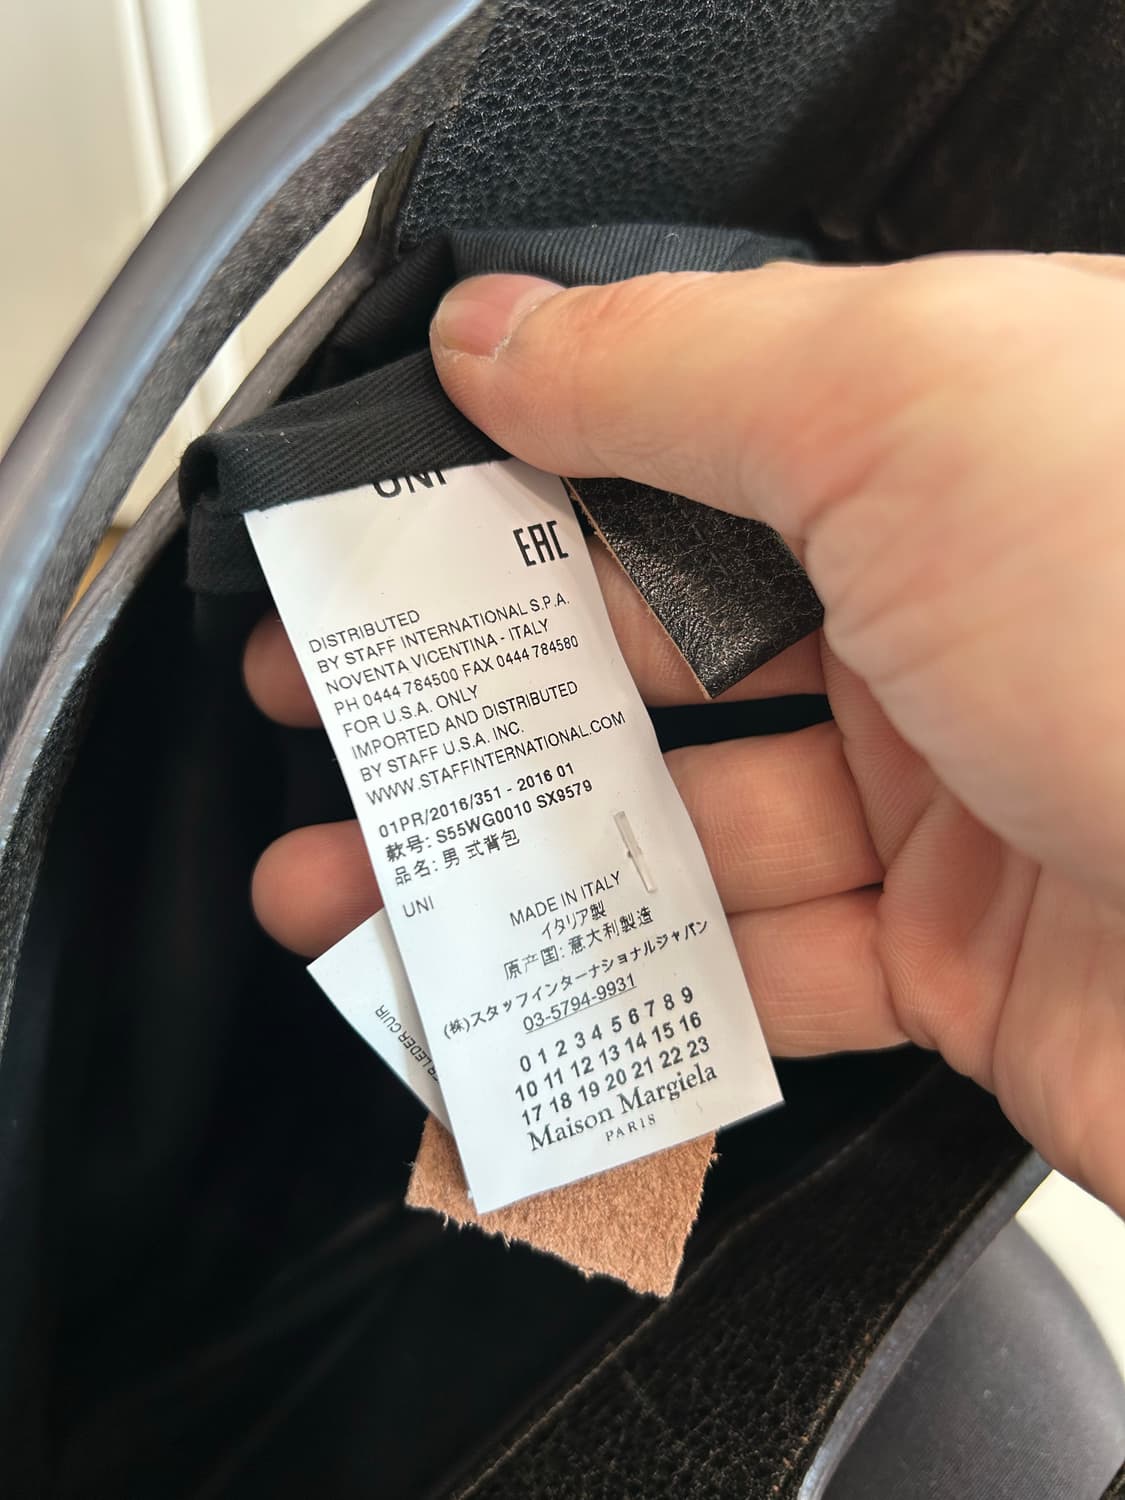 UNI
EAC
DISTRIBUTED
BY STAFF INTERNATIONAL S.P.A.
NOVENTA VICENTINA - ITALY
PH 0444 784500 FAX 0444 784580
FOR U.S.A. ONLY
IMPORTED AND DISTRIBUTED
BY STAFF U.S.A. INC.
WWW.STAFFINTERNATIONAL.COM
01PR/2016/351 - 2016 01
款号: S55WG0010 SX9579
品名: 男 式背包
UNI
MADE IN ITALY
イタリア製
原产国: 意大利製造
(株)スタッフインターナショナルジャパン
03-5794-9931
0 1 2 3 4 5 6 7 8 9
10 11 12 13 14 15 16
17 18 19 20 21 22 23
Maison Margiela
PARIS
LEDER CUIR